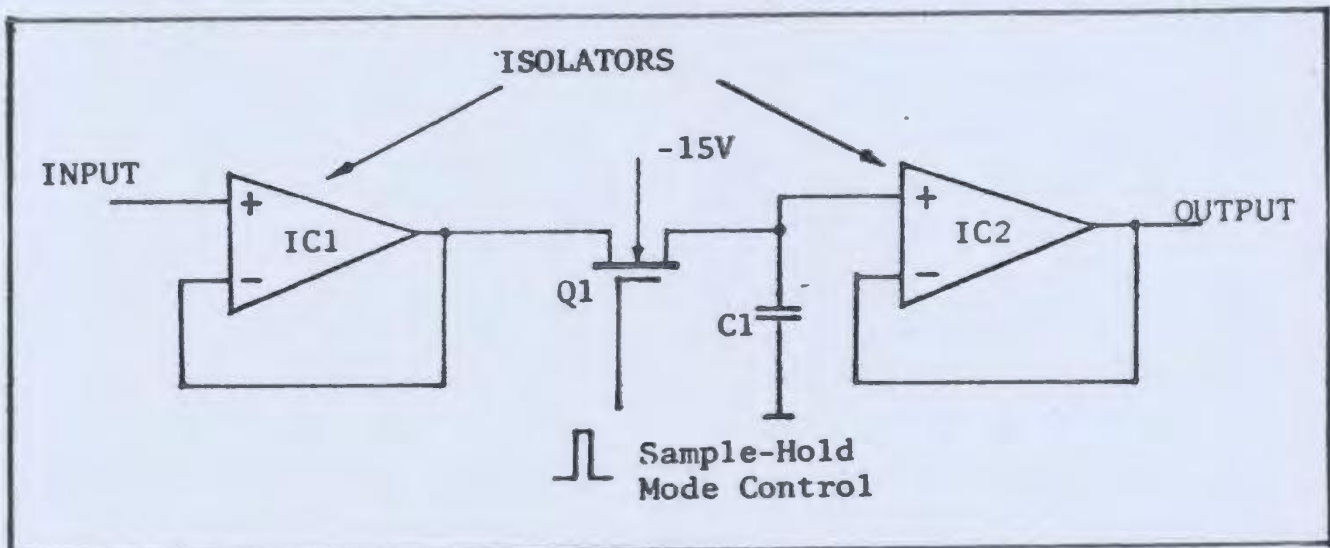 ISOLATORS
-15V
INPUT
+
IC1
-
Q1
C1
+
IC2
-
OUTPUT
Sample-Hold
Mode Control